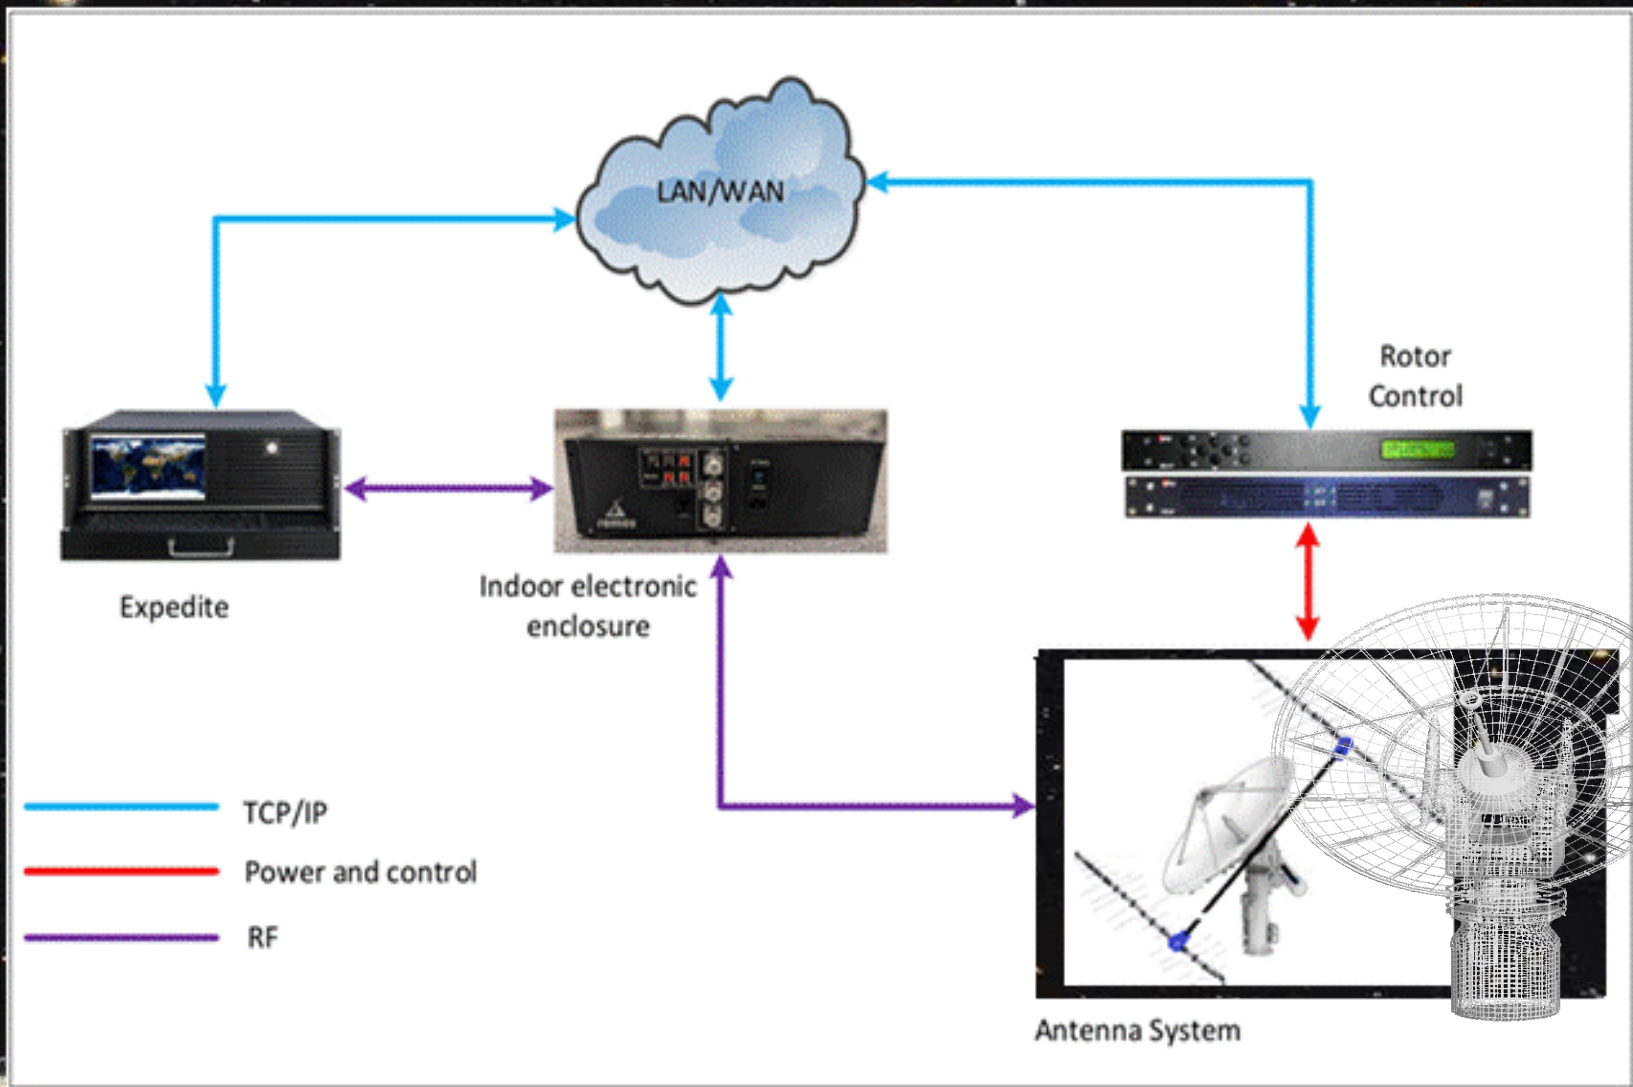 LAN/WAN
Rotor
Control
Expedite
Indoor electronic
enclosure
TCP/IP
Power and control
RF
Antenna System